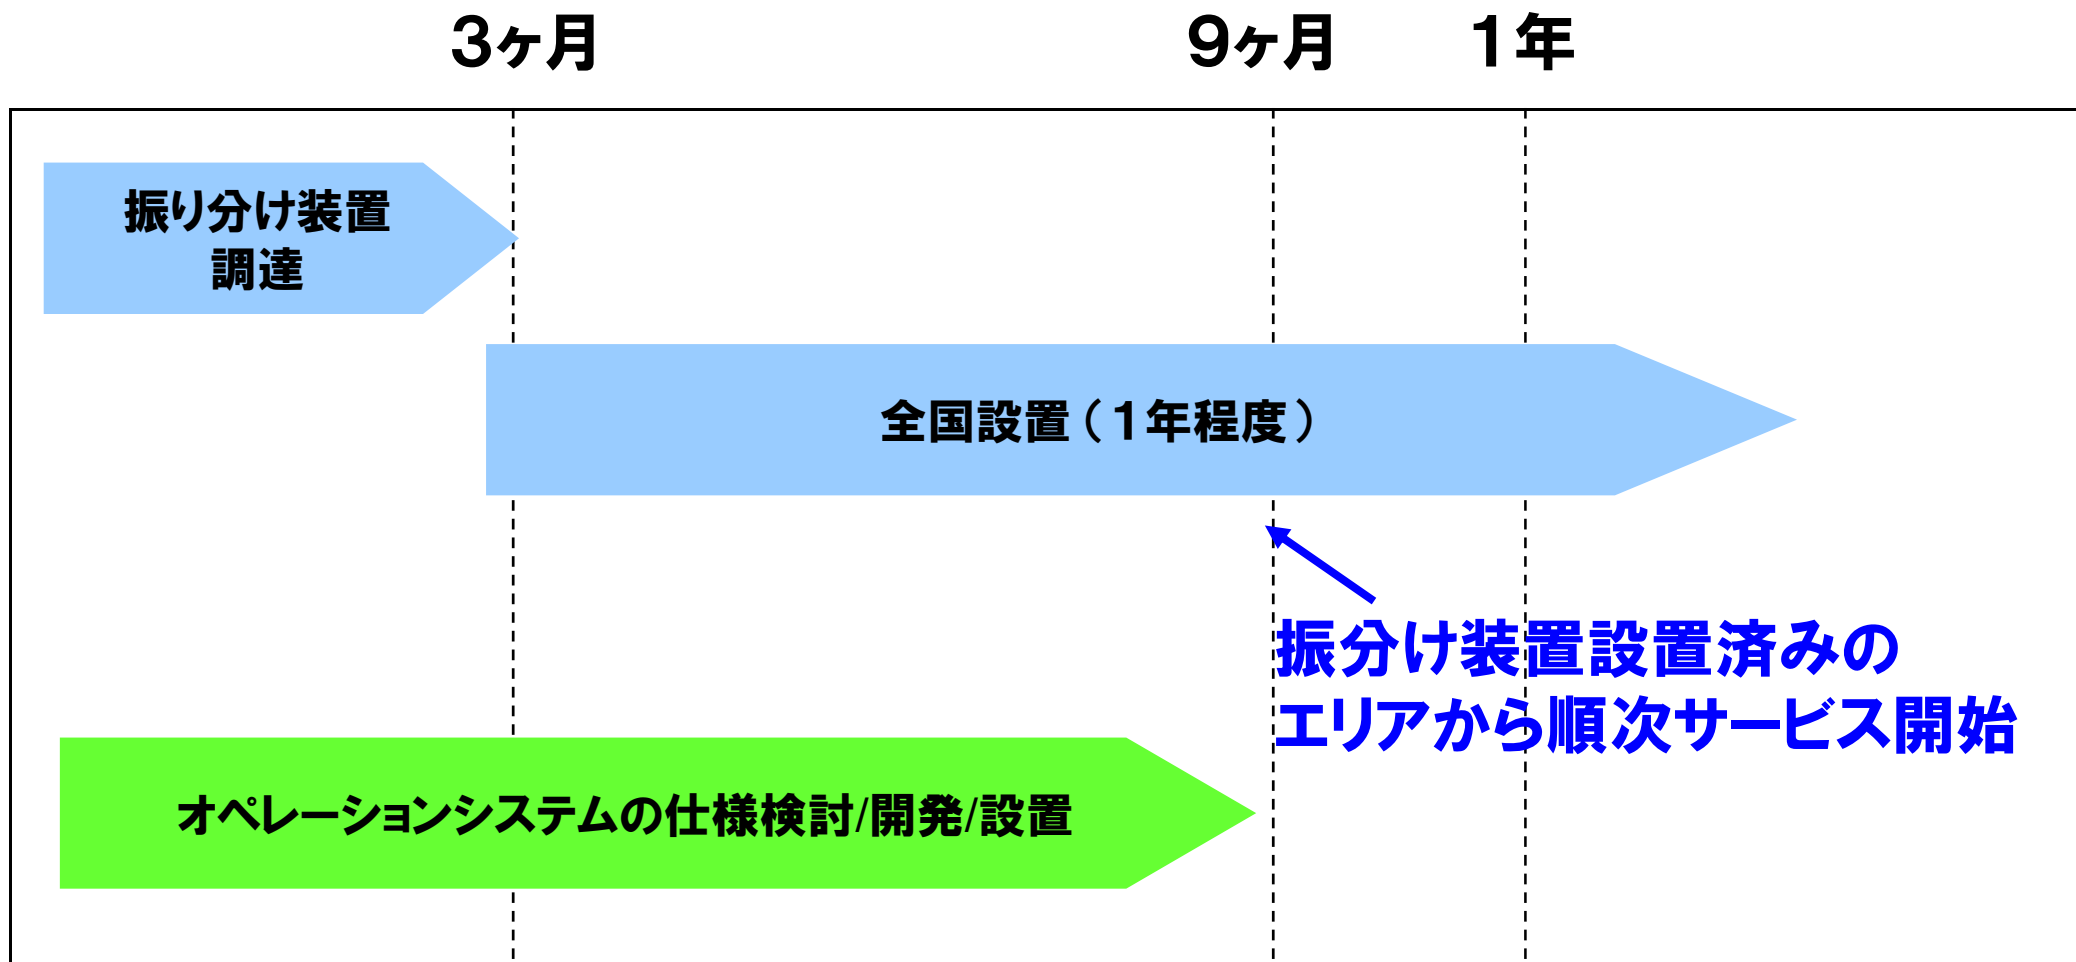 ３ヶ月
９ヶ月
１年
振り分け装置
調達
全国設置（１年程度）
振分け装置設置済みの
エリアから順次サービス開始
オペレーションシステムの仕様検討/開発/設置